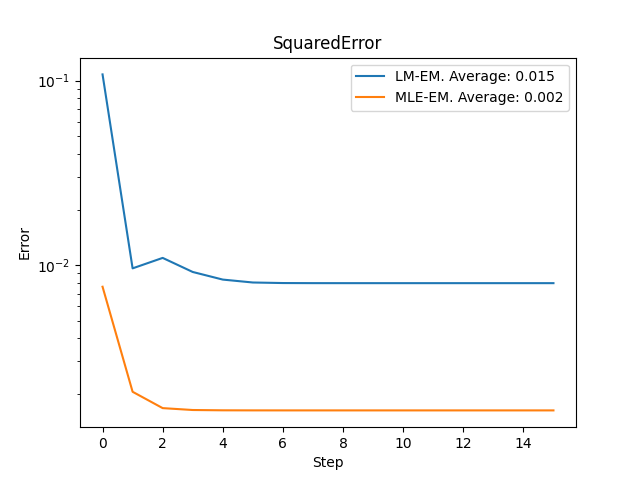 SquaredError
LM-EM. Average: 0.015
MLE-EM. Average: 0.002
Error
10⁻¹
10⁻²
0 2 4 6 8 10 12 14
Step